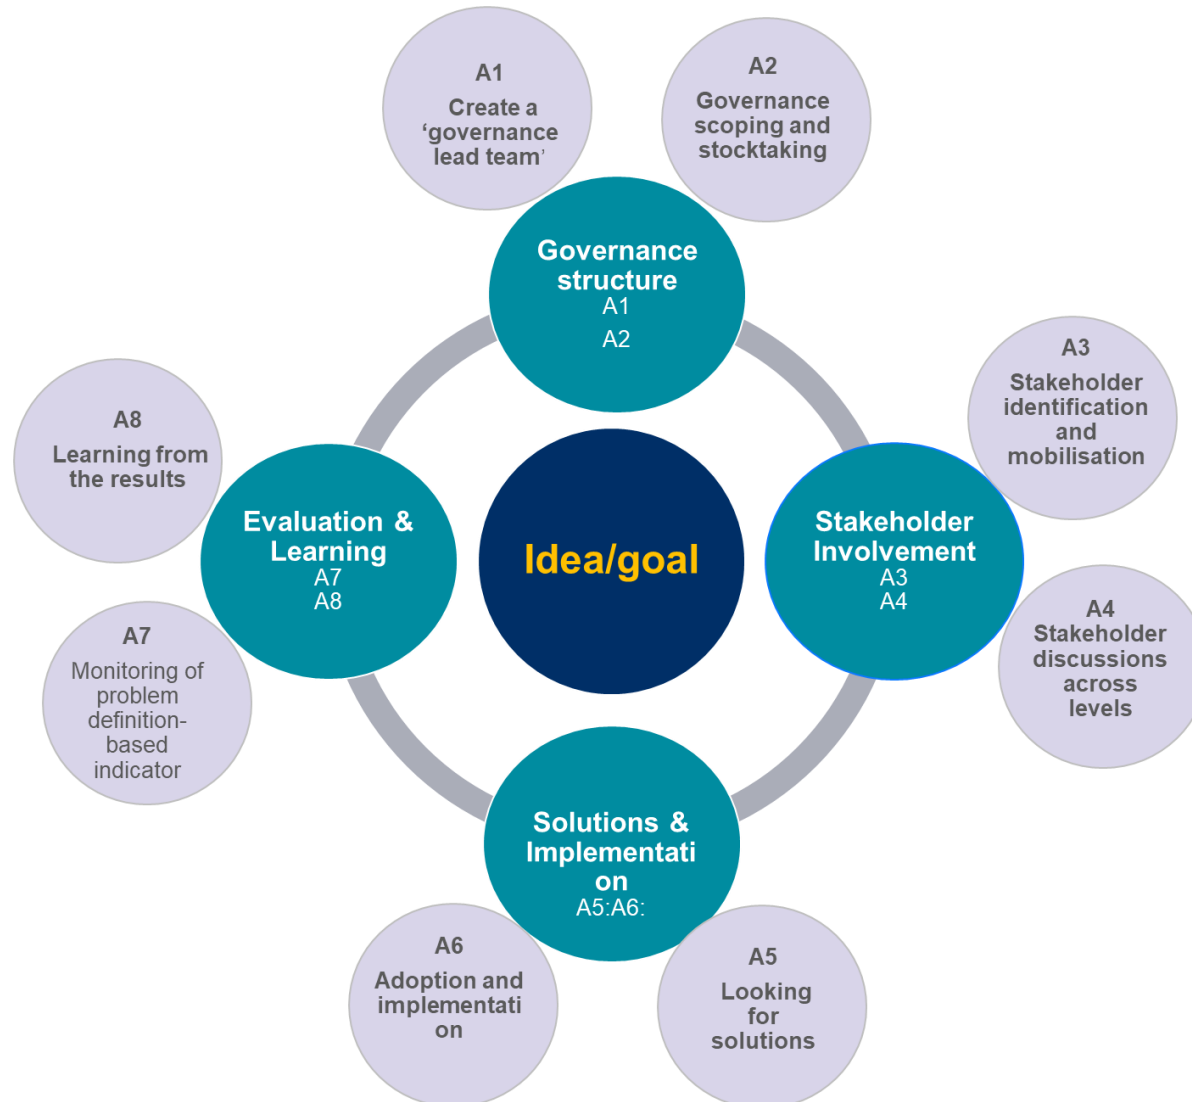 A1
Create a
‘governance
lead team’
A2
Governance
scoping and
stocktaking
Governance
structure
A1
A2
A3
Stakeholder
identification
and
mobilisation
A8
Learning from
the results
Evaluation &
Learning
A7
A8
Idea/goal
Stakeholder
Involvement
A3
A4
A4
Stakeholder
discussions
across
levels
A7
Monitoring of
problem
definition-
based
indicator
Solutions &
Implementati
on
A5:A6:
A6
Adoption and
implementati
on
A5
Looking
for
solutions